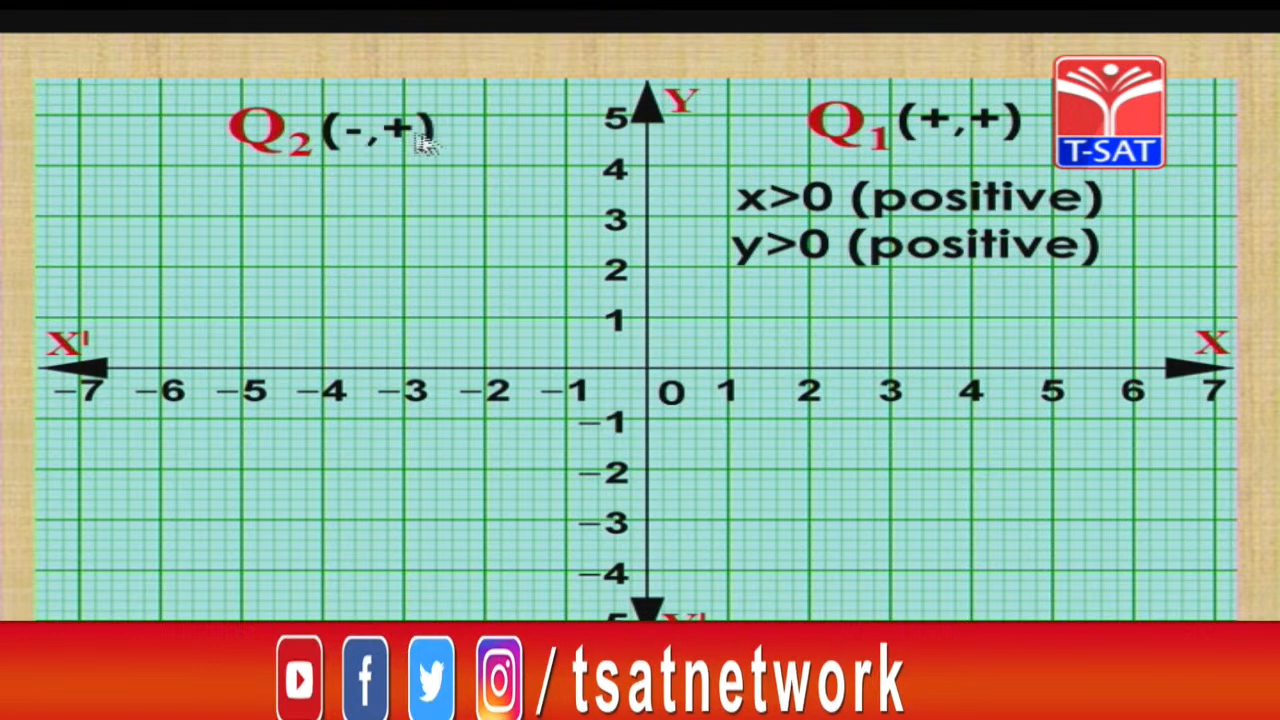 Q2 (-,+)
Y
Q1 (+,+)
T-SAT
x>0 (positive)
y>0 (positive)
5
4
3
2
1
X'
X
–7 –6 –5 –4 –3 –2 –1 0 1 2 3 4 5 6 7
–1
–2
–3
–4
Y'
/ tsatnetwork